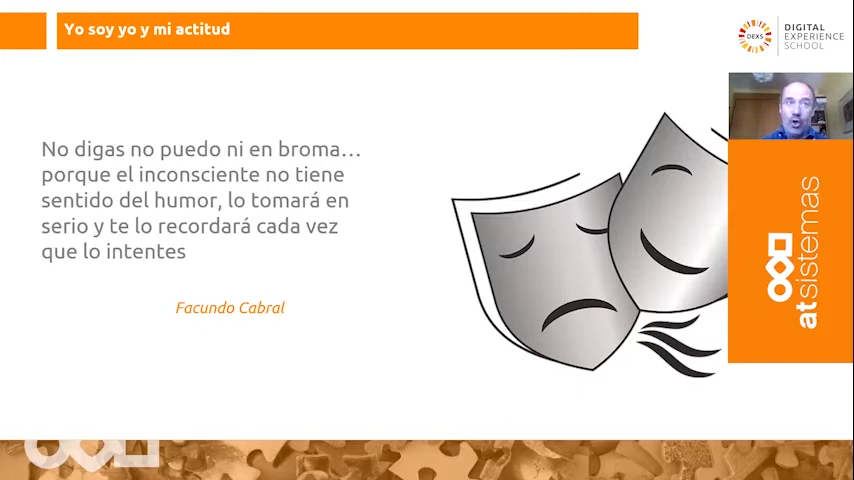 Yo soy yo y mi actitud
DEXS
DIGITAL
EXPERIENCE
SCHOOL
No digas no puedo ni en broma…
porque el inconsciente no tiene
sentido del humor, lo tomará en
serio y te lo recordará cada vez
que lo intentes
Facundo Cabral
atsistemas